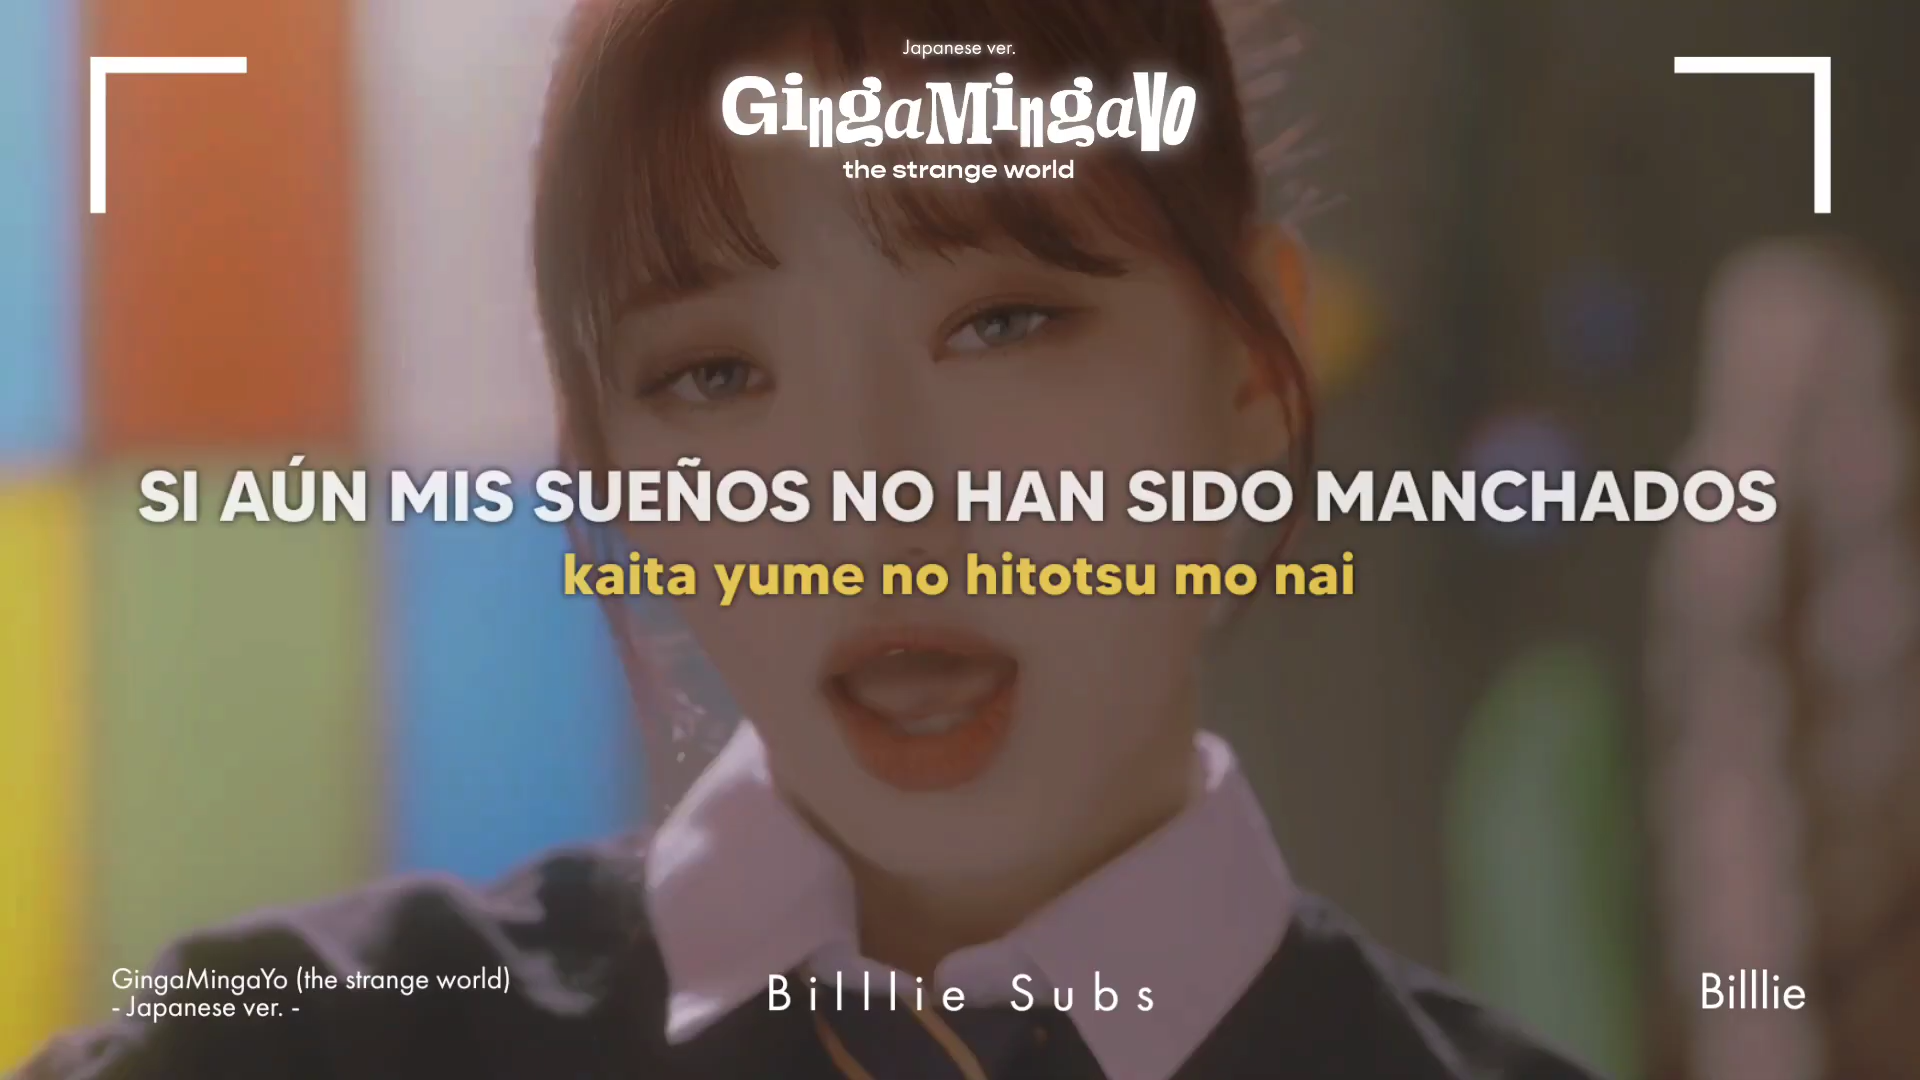 Japanese ver.
GingaMingaYo
the strange world
SI AÚN MIS SUEÑOS NO HAN SIDO MANCHADOS
kaita yume no hitotsu mo nai
GingaMingaYo (the strange world)
- Japanese ver. -
Billlie Subs
Billlie